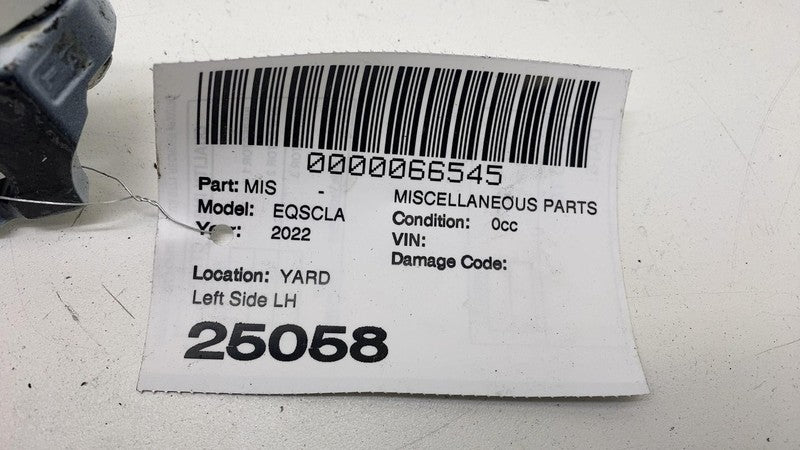 0000066545
Part: MIS - MISCELLANEOUS PARTS
Model: EQSCLA Condition: 0cc
Year: 2022 VIN:
Damage Code:
Location: YARD
Left Side LH
25058